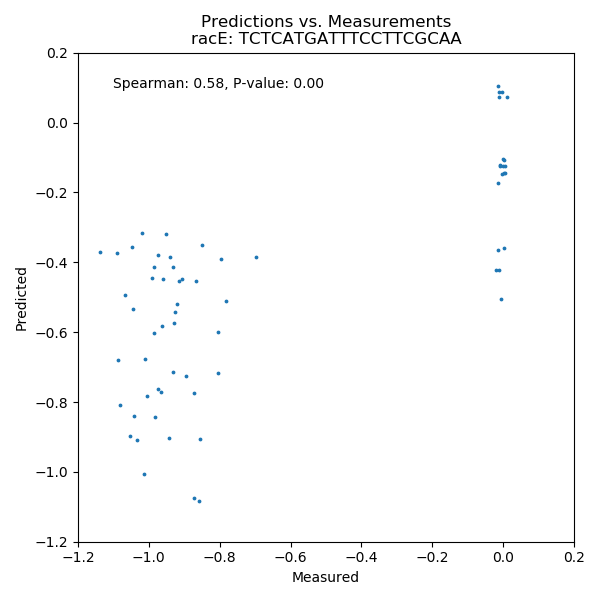 Predictions vs. Measurements
racE: TCTCATGATTTCCTTCGCAA
Spearman: 0.58, P-value: 0.00
0.2
0.0
−0.2
−0.4
−0.6
−0.8
−1.0
−1.2
Predicted
−1.2 −1.0 −0.8 −0.6 −0.4 −0.2 0.0 0.2
Measured